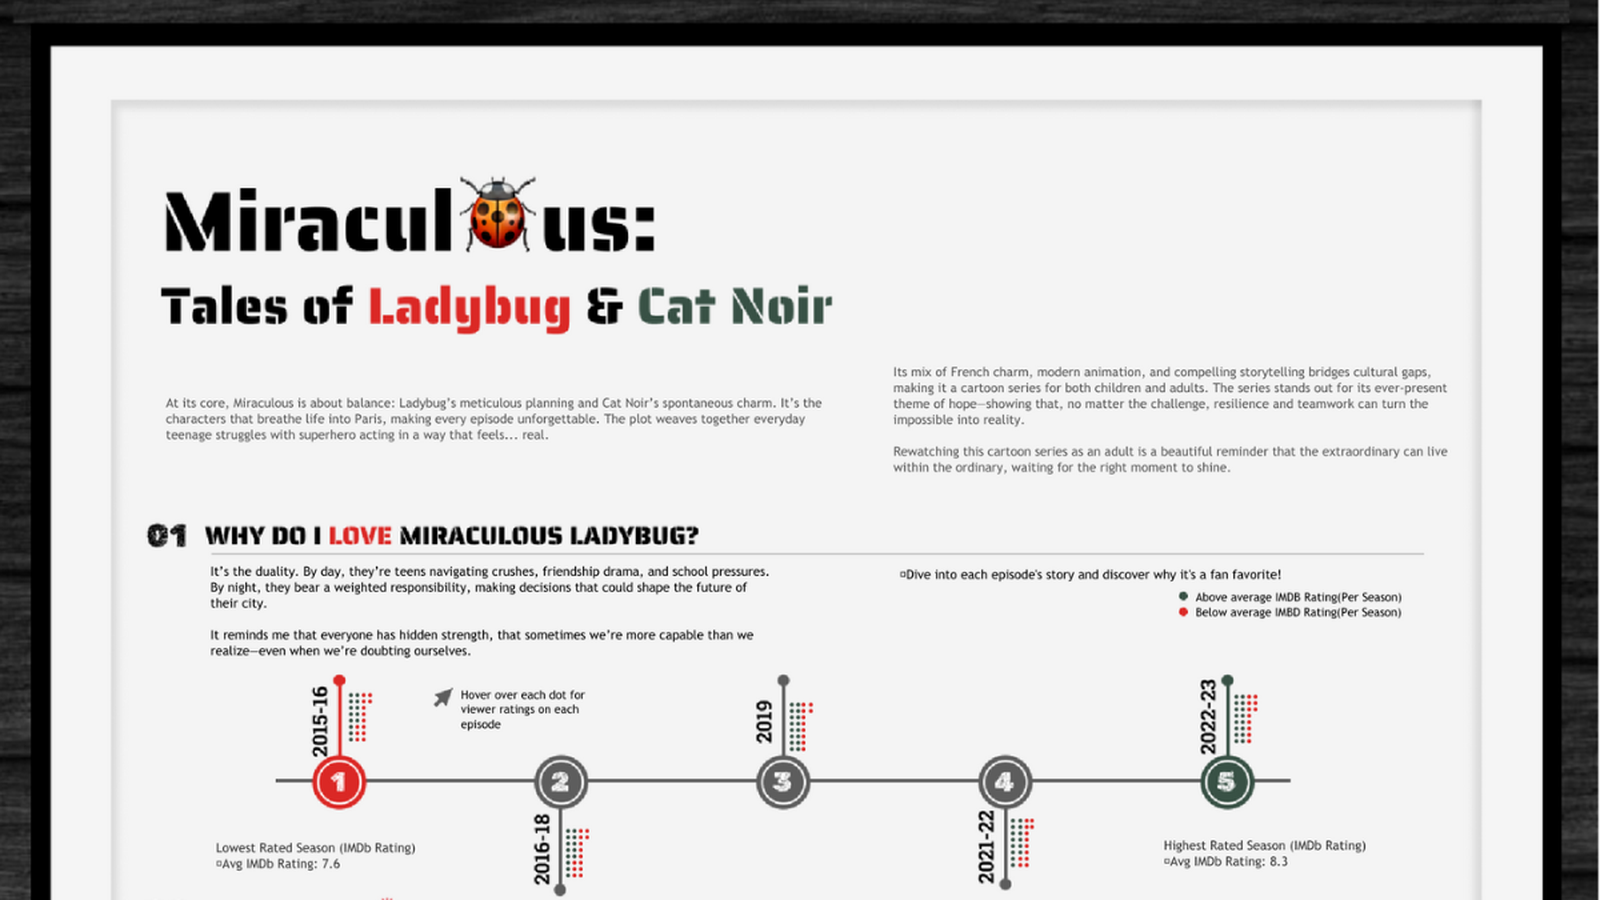 Miracul us:
Tales of Ladybug & Cat Noir
At its core, Miraculous is about balance: Ladybug's meticulous planning and Cat Noir's spontaneous charm. It's the
characters that breathe life into Paris, making every episode unforgettable. The plot weaves together everyday
teenage struggles with superhero acting in a way that feels... real.
Its mix of French charm, modern animation, and compelling storytelling bridges cultural gaps,
making it a cartoon series for both children and adults. The series stands out for its ever-present
theme of hope—showing that, no matter the challenge, resilience and teamwork can turn the
impossible into reality.
Rewatching this cartoon series as an adult is a beautiful reminder that the extraordinary can live
within the ordinary, waiting for the right moment to shine.
01 WHY DO I LOVE MIRACULOUS LADYBUG?
It's the duality. By day, they're teens navigating crushes, friendship drama, and school pressures.
By night, they bear a weighted responsibility, making decisions that could shape the future of
their city.
It reminds me that everyone has hidden strength, that sometimes we're more capable than we
realize—even when we're doubting ourselves.
▫Dive into each episode's story and discover why it's a fan favorite!
Above average IMDB Rating(Per Season)
Below average IMBD Rating(Per Season)
Hover over each dot for
viewer ratings on each
episode
2015-16
2019
2022-23
1
2
3
4
5
2016-18
2021-22
Lowest Rated Season (IMDb Rating)
▫Avg IMDb Rating: 7.6
Highest Rated Season (IMDb Rating)
▫Avg IMDb Rating: 8.3